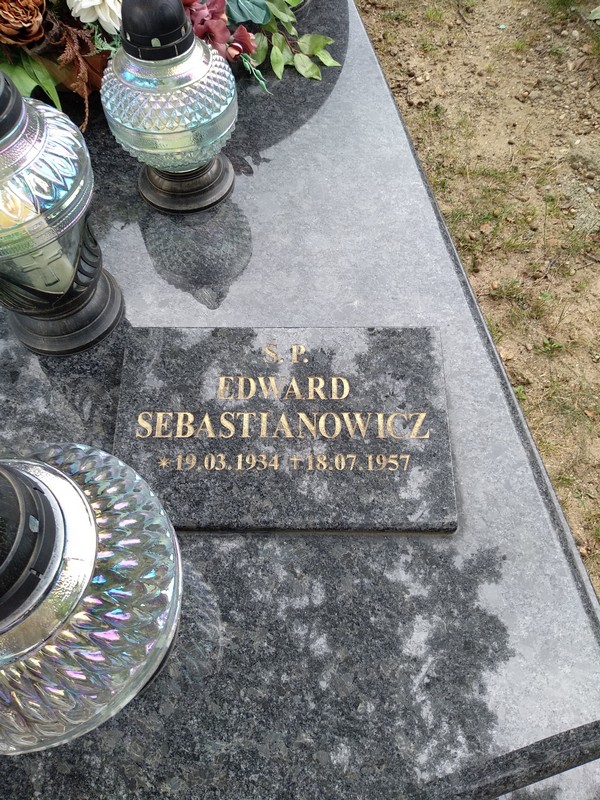 Ś. P.
EDWARD
SEBASTIANOWICZ
✶19.03.1934 ✝18.07.1957